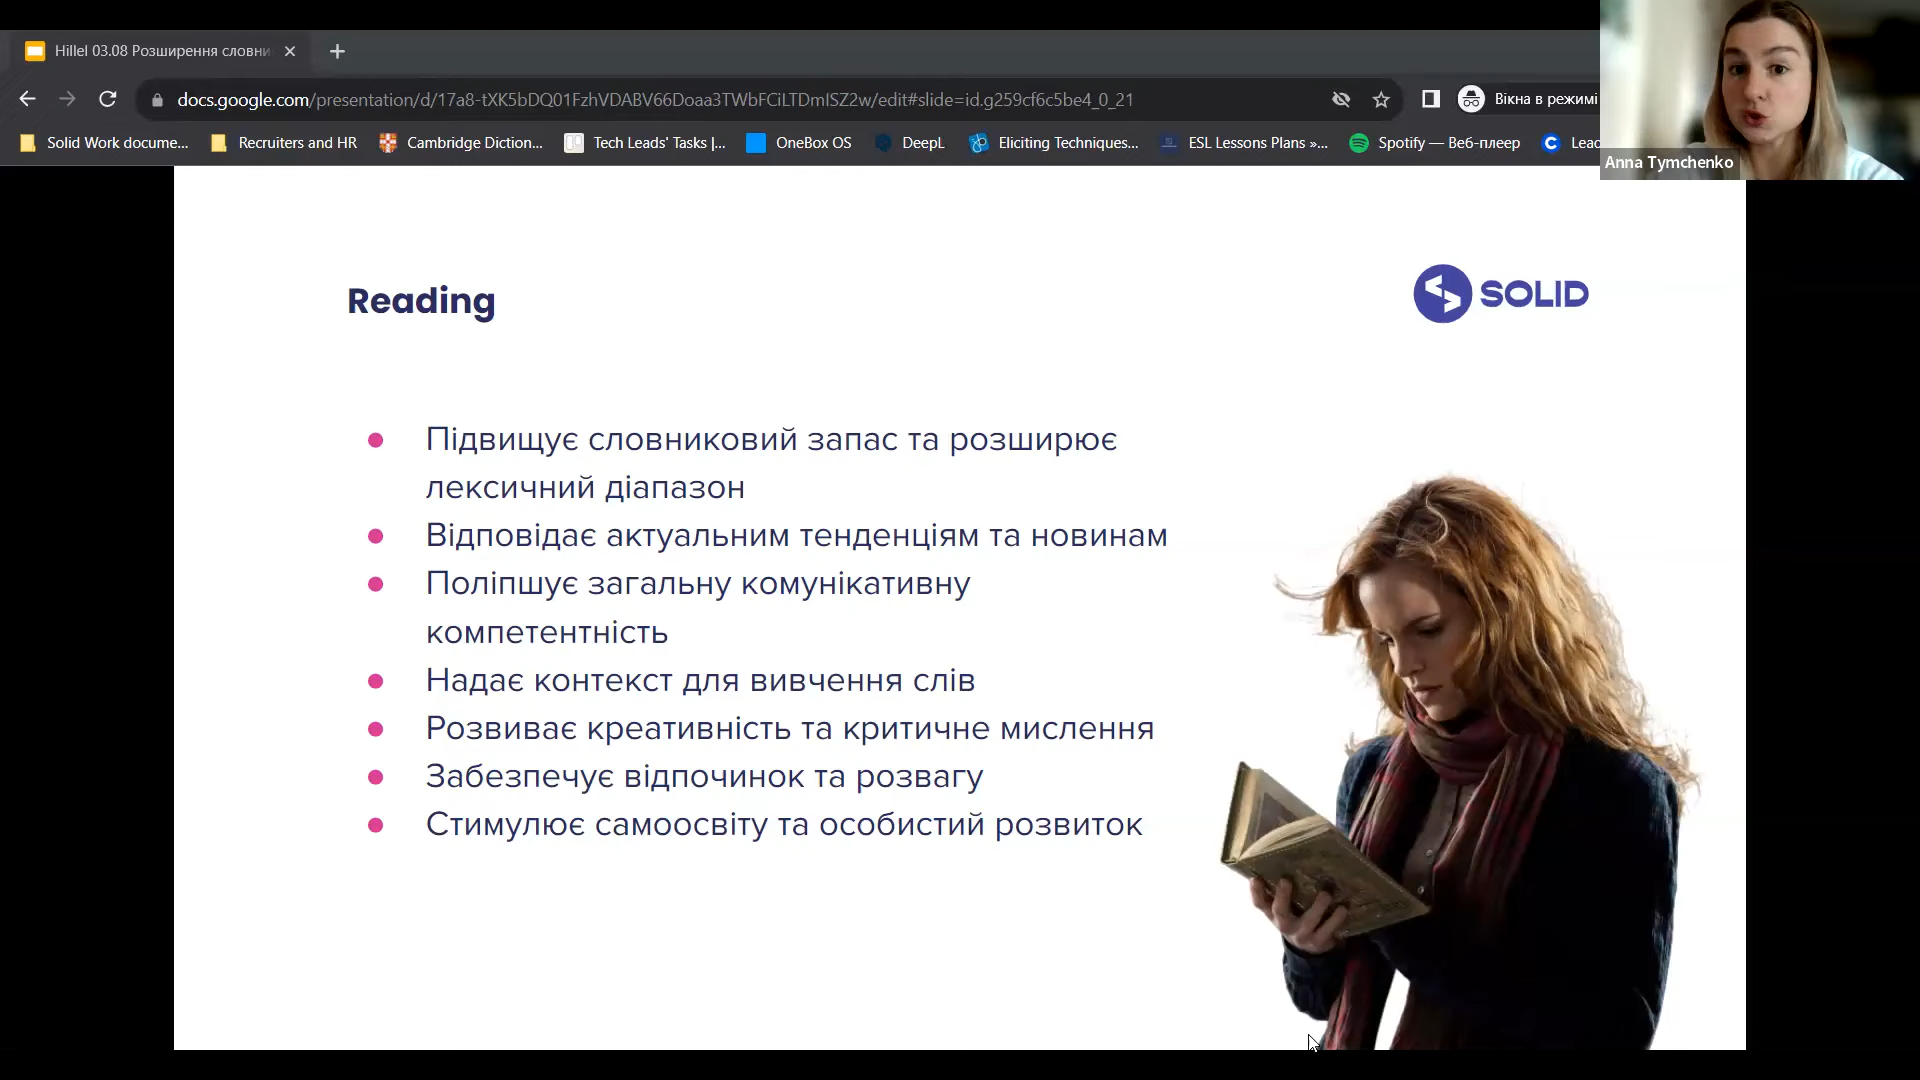 Hillel 03.08 Розширення словни
docs.google.com/presentation/d/17a8-tXK5bDQ01FzhVDABV66Doaa3TWbFCiLTDmISZ2w/edit#slide=id.g259cf6c5be4_0_21
Вікна в режимі
Solid Work docume...
Recruiters and HR
Cambridge Diction...
Tech Leads' Tasks |...
OneBox OS
DeepL
Eliciting Techniques...
ESL Lessons Plans »...
Spotify — Веб-плеер
Leac
Anna Tymchenko
Reading
SOLID
● Підвищує словниковий запас та розширює
лексичний діапазон
● Відповідає актуальним тенденціям та новинам
● Поліпшує загальну комунікативну
компетентність
● Надає контекст для вивчення слів
● Розвиває креативність та критичне мислення
● Забезпечує відпочинок та розвагу
● Стимулює самоосвіту та особистий розвиток